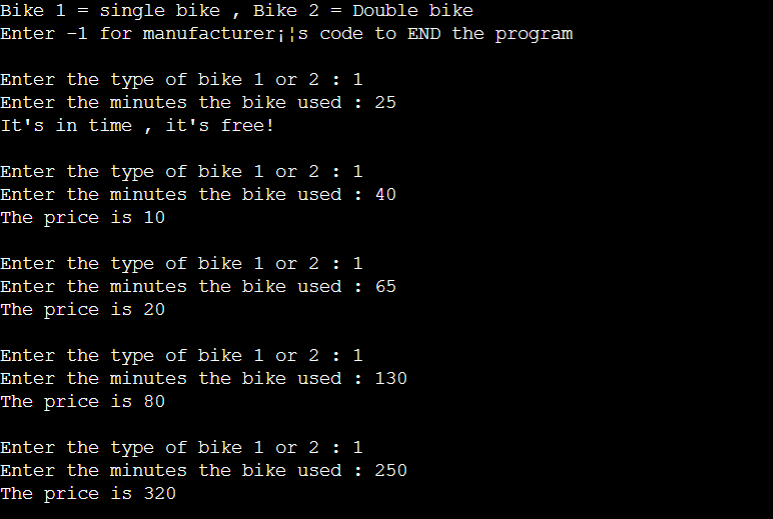 Bike 1 = single bike , Bike 2 = Double bike
Enter -1 for manufacturer¡¦s code to END the program
Enter the type of bike 1 or 2 : 1
Enter the minutes the bike used : 25
It's in time , it's free!
Enter the type of bike 1 or 2 : 1
Enter the minutes the bike used : 40
The price is 10
Enter the type of bike 1 or 2 : 1
Enter the minutes the bike used : 65
The price is 20
Enter the type of bike 1 or 2 : 1
Enter the minutes the bike used : 130
The price is 80
Enter the type of bike 1 or 2 : 1
Enter the minutes the bike used : 250
The price is 320